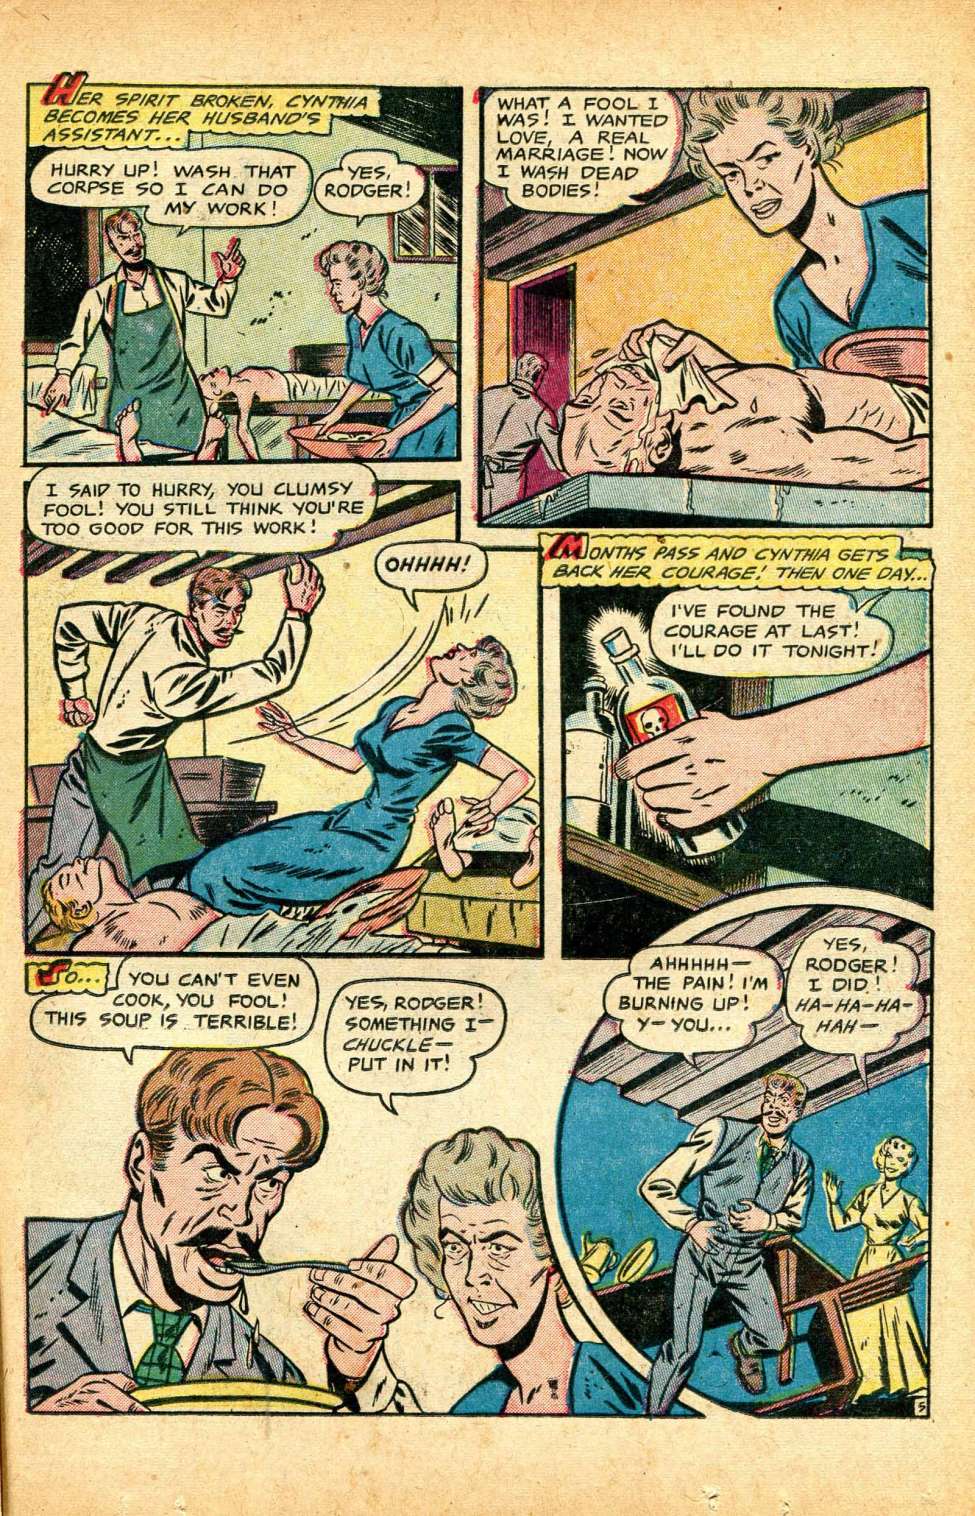 HER SPIRIT BROKEN, CYNTHIA
BECOMES HER HUSBAND'S
ASSISTANT...
HURRY UP! WASH THAT
CORPSE SO I CAN DO
MY WORK!
YES,
RODGER!
WHAT A FOOL I
WAS! I WANTED
LOVE, A REAL
MARRIAGE! NOW
I WASH DEAD
BODIES!
I SAID TO HURRY, YOU CLUMSY
FOOL! YOU STILL THINK YOU'RE
TOO GOOD FOR THIS WORK!
OHHHH!
MONTHS PASS AND CYNTHIA GETS
BACK HER COURAGE! THEN ONE DAY...
I'VE FOUND THE
COURAGE AT LAST!
I'LL DO IT TONIGHT!
SO...
YOU CAN'T EVEN
COOK, YOU FOOL!
THIS SOUP IS TERRIBLE!
YES, RODGER!
SOMETHING I—
CHUCKLE—
PUT IN IT!
AHHHHH—
THE PAIN! I'M
BURNING UP!
Y-YOU...
YES,
RODGER!
I DID!
HA-HA-HA-
HAH—
5